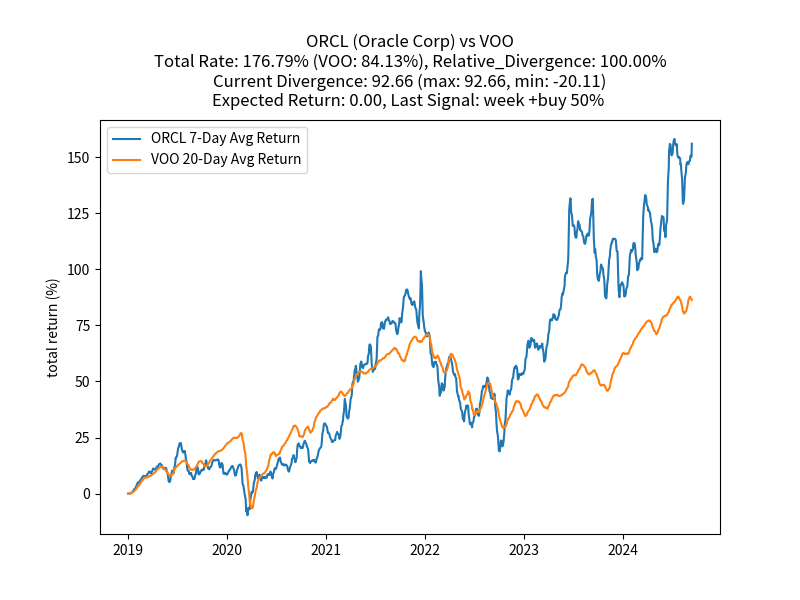 ORCL (Oracle Corp) vs VOO
Total Rate: 176.79% (VOO: 84.13%), Relative_Divergence: 100.00%
Current Divergence: 92.66 (max: 92.66, min: -20.11)
Expected Return: 0.00, Last Signal: week +buy 50%
ORCL 7-Day Avg Return
VOO 20-Day Avg Return
total return (%)
150
125
100
75
50
25
0
2019 2020 2021 2022 2023 2024